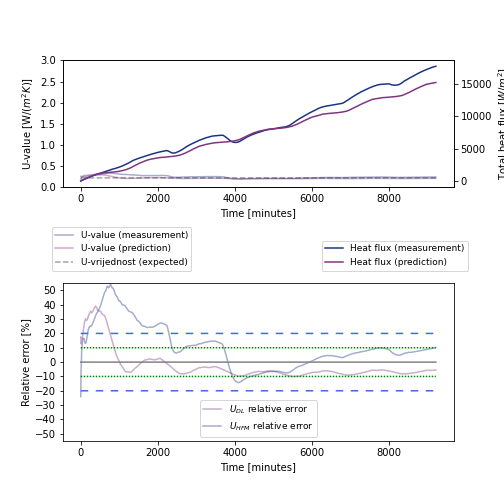 3.0
2.5
2.0
1.5
1.0
0.5
0.0
U-value [W/(m²K)]
15000
10000
5000
0
Total heat flux [W/m²]
0 2000 4000 6000 8000
Time [minutes]
U-value (measurement)
U-value (prediction)
U-vrijednost (expected)
Heat flux (measurement)
Heat flux (prediction)
50
40
30
20
10
0
−10
−20
−30
−40
−50
Relative error [%]
U_DL relative error
U_HFM relative error
0 2000 4000 6000 8000
Time [minutes]